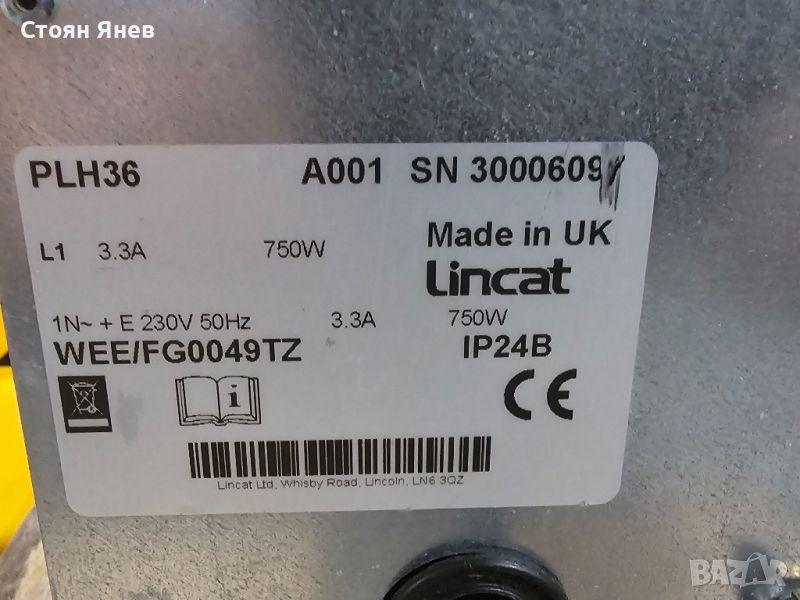 Стоян Янев
PLH36 A001 SN 3000609
L1 3.3A 750W Made in UK
Lincat
1N~ + E 230V 50Hz 3.3A 750W
WEE/FG0049TZ IP24B
i CE
Lincat Ltd, Whisby Road, Lincoln, LN6 3QZ
BAZAR